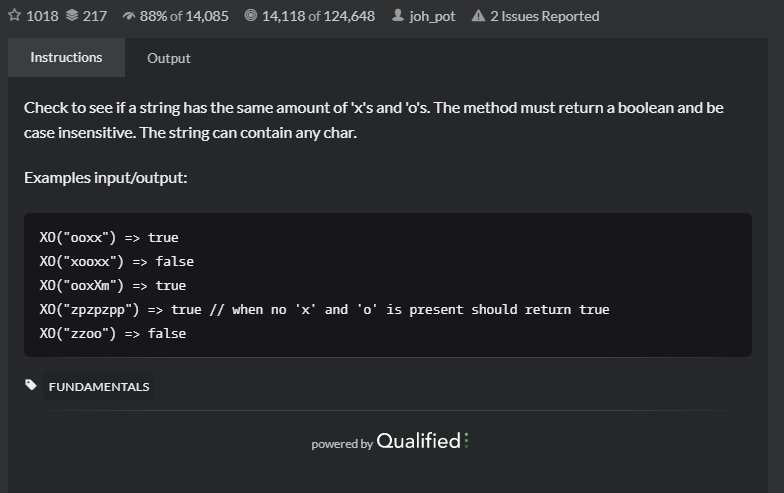 1018 217 88% of 14,085 14,118 of 124,648 joh_pot 2 Issues Reported
Instructions Output
Check to see if a string has the same amount of 'x's and 'o's. The method must return a boolean and be
case insensitive. The string can contain any char.
Examples input/output:
XO("ooxx") => true
XO("xooxx") => false
XO("ooxXm") => true
XO("zpzpzpp") => true // when no 'x' and 'o' is present should return true
XO("zzoo") => false
FUNDAMENTALS
powered by Qualified